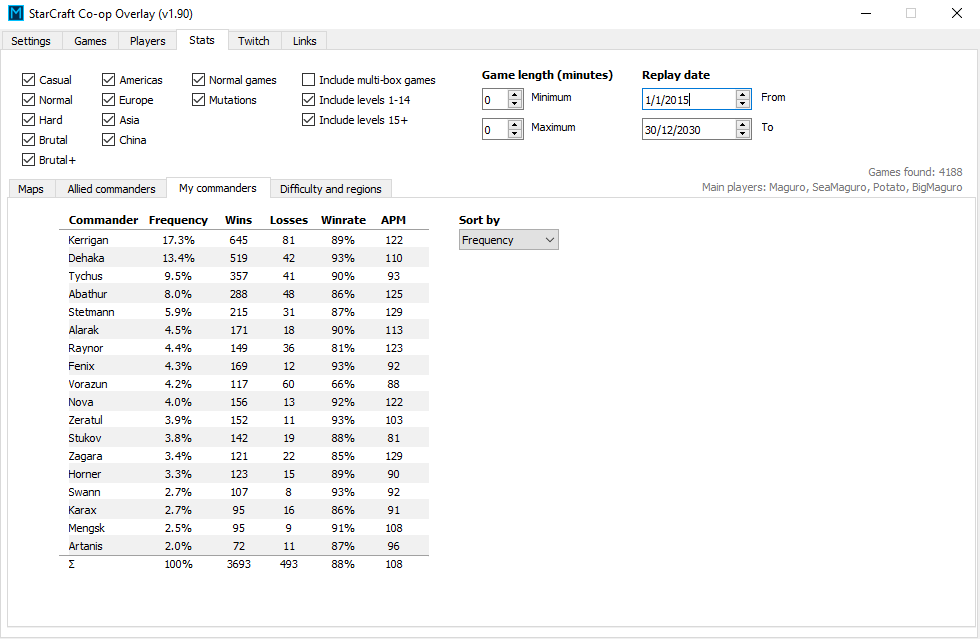 StarCraft Co-op Overlay (v1.90)
Settings Games Players Stats Twitch Links
Casual Americas Normal games Include multi-box games
Normal Europe Mutations Include levels 1-14
Hard Asia Include levels 15+
Brutal China
Brutal+
Game length (minutes) Replay date
0 Minimum 1/1/2015 From
0 Maximum 30/12/2030 To
Games found: 4188
Main players: Maguro, SeaMaguro, Potato, BigMaguro
Maps Allied commanders My commanders Difficulty and regions
Commander Frequency Wins Losses Winrate APM
Kerrigan 17.3% 645 81 89% 122
Dehaka 13.4% 519 42 93% 110
Tychus 9.5% 357 41 90% 93
Abathur 8.0% 288 48 86% 125
Stetmann 5.9% 215 31 87% 129
Alarak 4.5% 171 18 90% 113
Raynor 4.4% 149 36 81% 123
Fenix 4.3% 169 12 93% 92
Vorazun 4.2% 117 60 66% 88
Nova 4.0% 156 13 92% 122
Zeratul 3.9% 152 11 93% 103
Stukov 3.8% 142 19 88% 81
Zagara 3.4% 121 22 85% 129
Horner 3.3% 123 15 89% 90
Swann 2.7% 107 8 93% 92
Karax 2.7% 95 16 86% 91
Mengsk 2.5% 95 9 91% 108
Artanis 2.0% 72 11 87% 96
Σ 100% 3693 493 88% 108
Sort by
Frequency